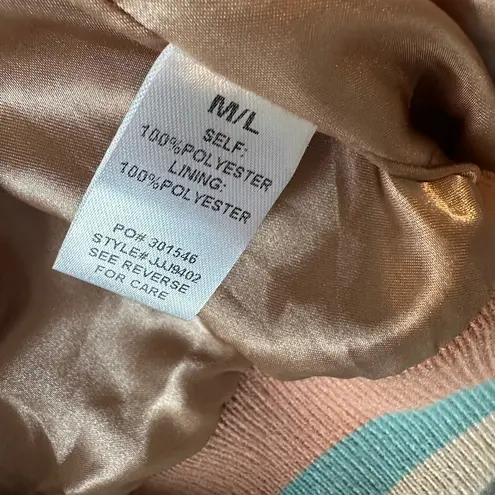 M/L
SELF:
100%POLYESTER
LINING:
100%POLYESTER
PO# 301546
STYLE# JJJ9402
SEE REVERSE
FOR CARE